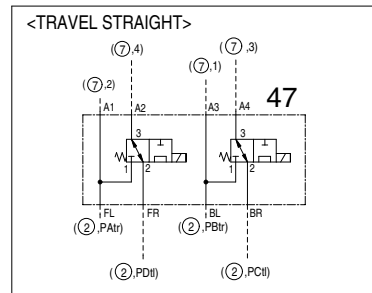 <TRAVEL STRAIGHT>
(⑦,4) (⑦,3)
(⑦,2) (⑦,1)
A1 A2 A3 A4 47
3 3
1 2 1 2
FL FR BL BR
(②,PAtr) (②,PBtr)
(②,PDtl) (②,PCtl)